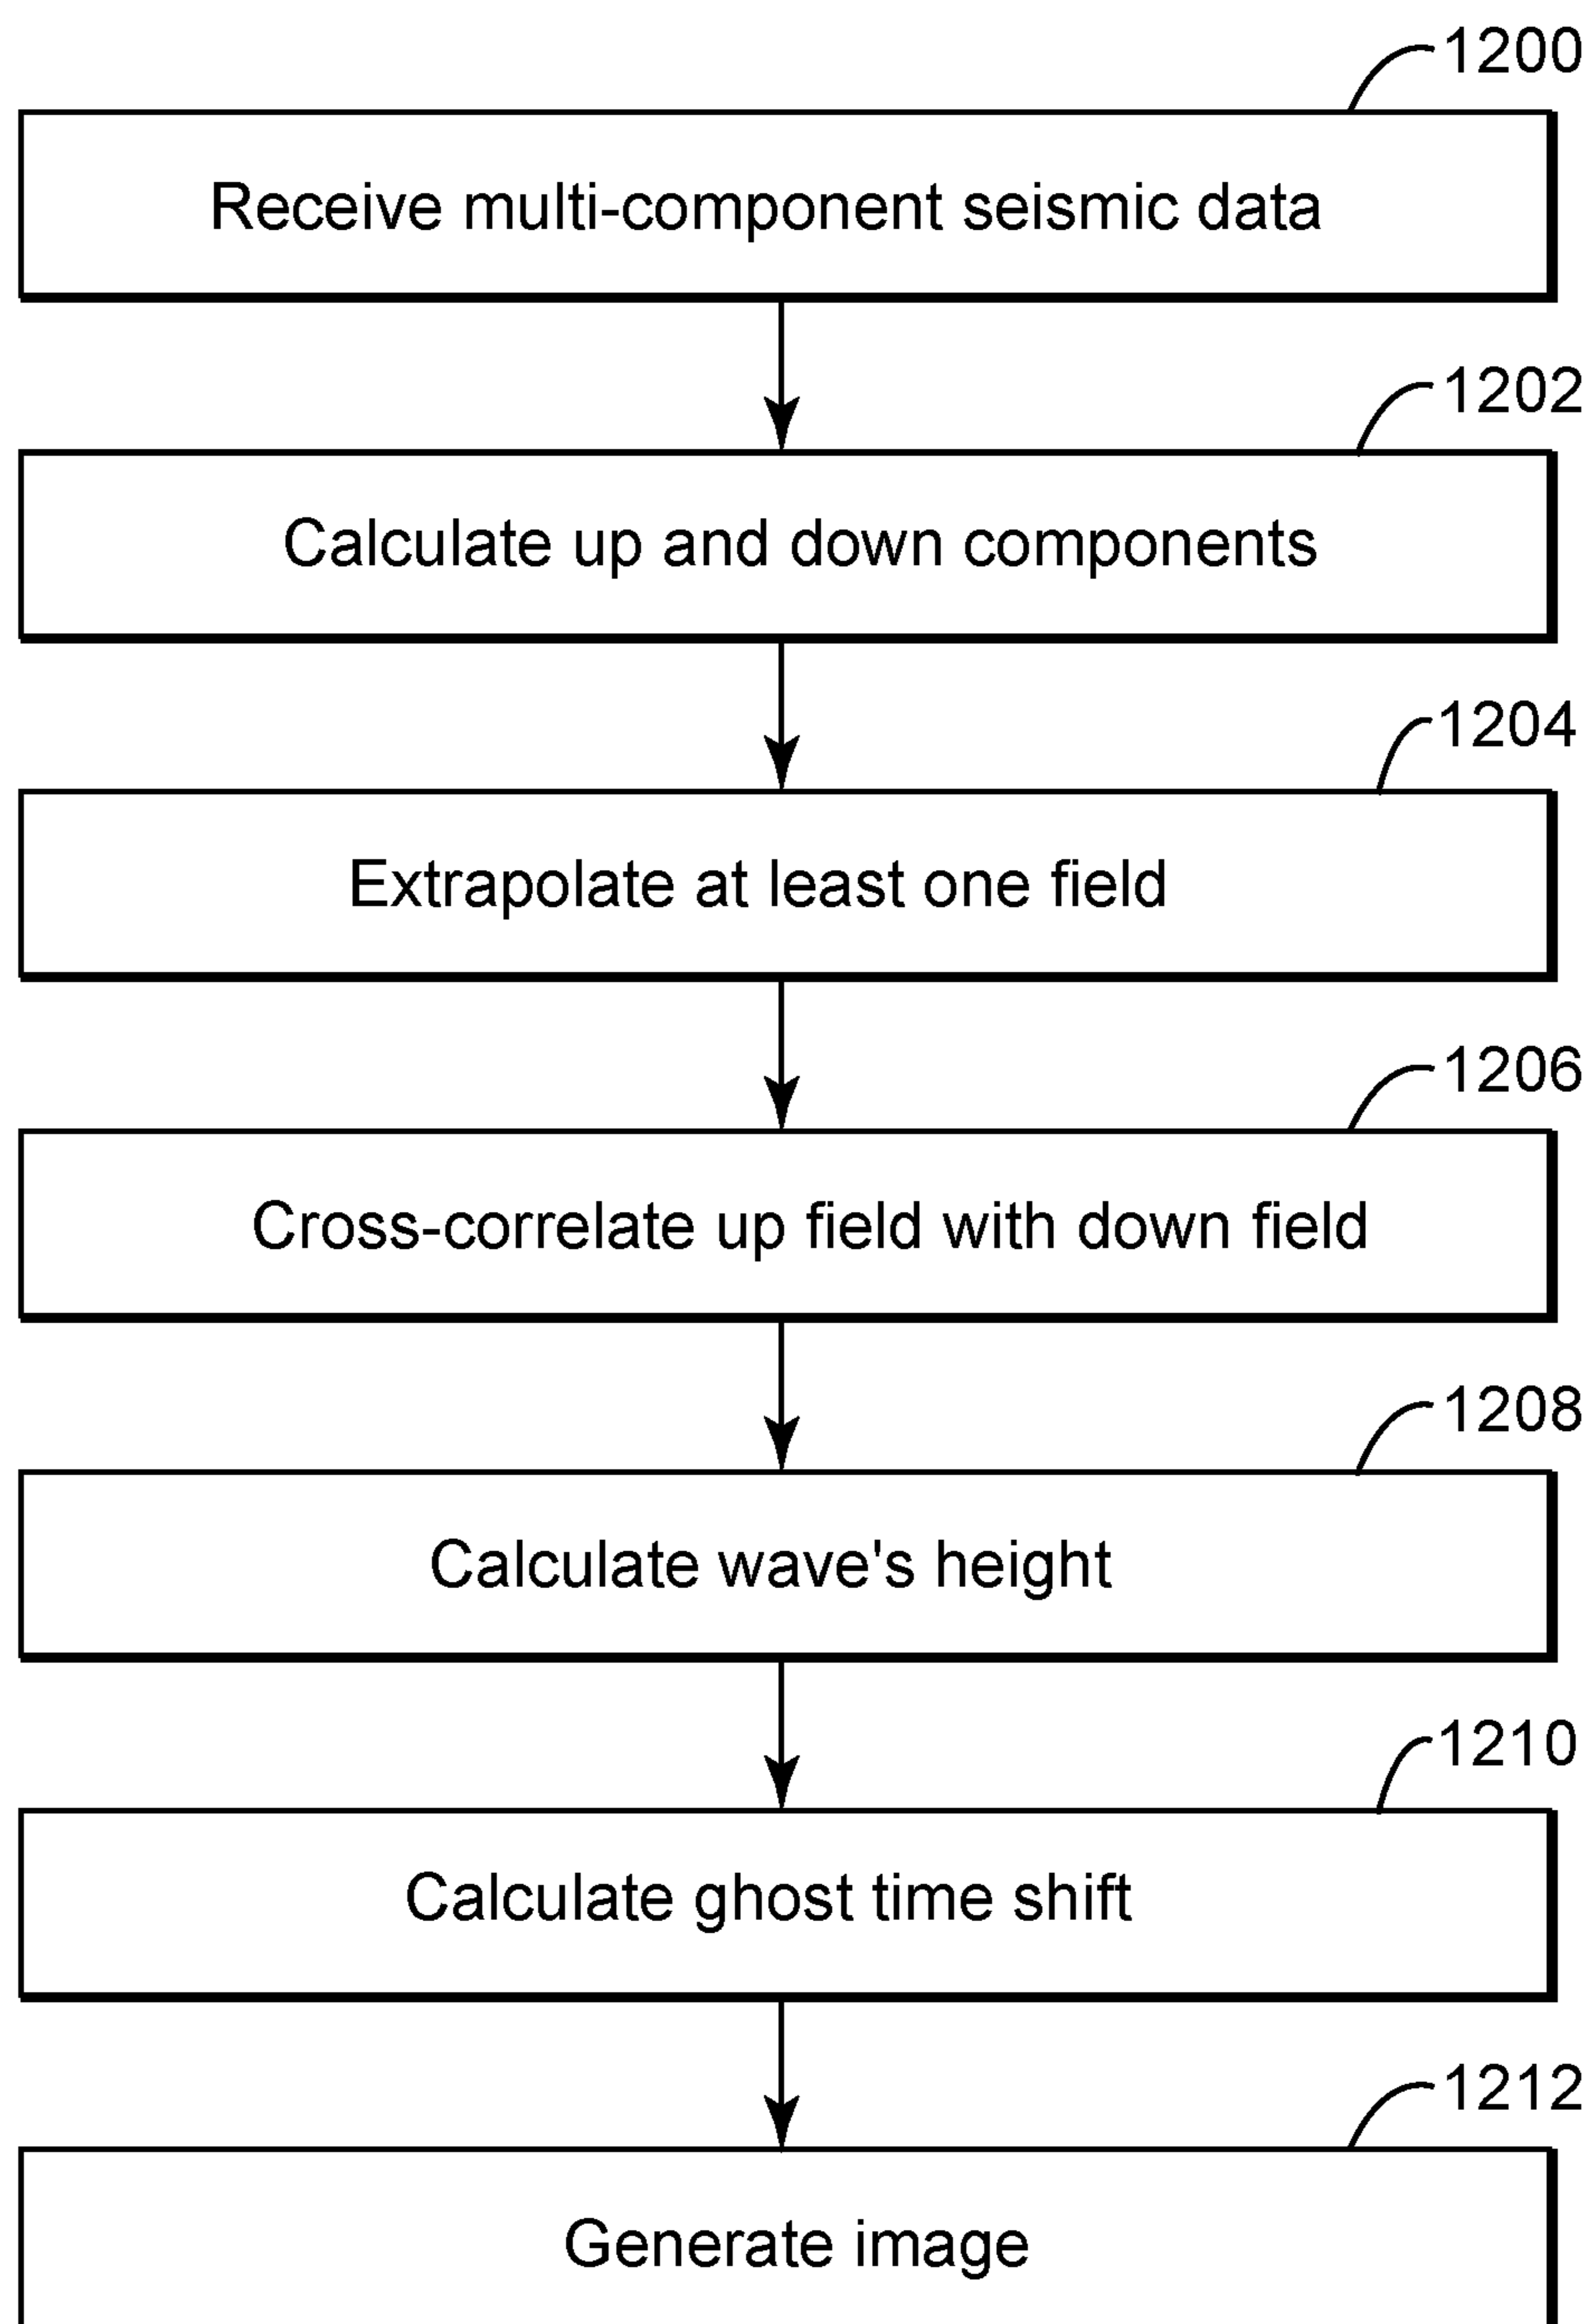 1200
Receive multi-component seismic data
1202
Calculate up and down components
1204
Extrapolate at least one field
1206
Cross-correlate up field with down field
1208
Calculate wave's height
1210
Calculate ghost time shift
1212
Generate image